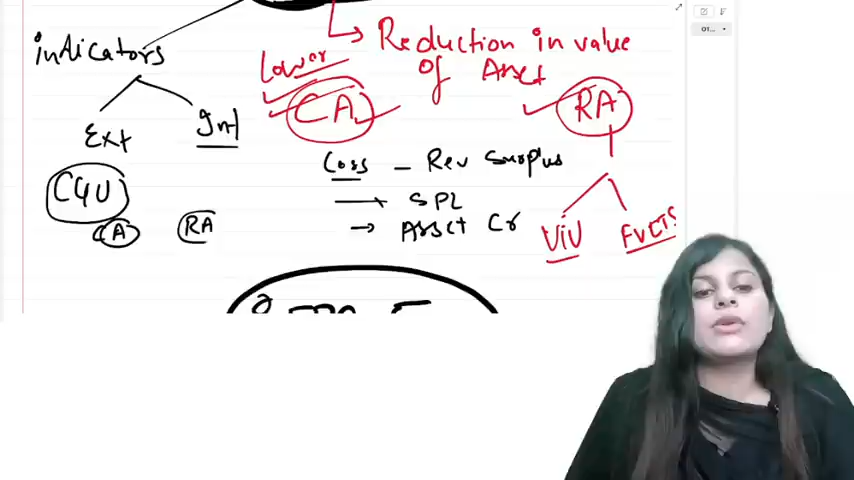 indicators
Reduction in value
of Asset
Lower
CA
RA
Ext
Int
CGU
CA
RA
Loss - Rev Surplus
→ SPL
→ Asset Cr
ViU
FVLCTS